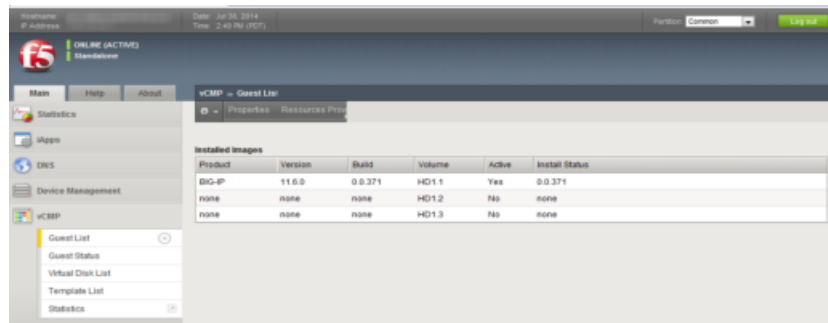 Hostname:
IP Address:
Date: Jul 30, 2014
Time: 2:49 PM (PDT)
Partition: Common
Log out
f5
ONLINE (ACTIVE)
Standalone
Main Help About
vCMP » Guest List
Properties Resources Prov
Statistics
iApps
DNS
Device Management
vCMP
Guest List
Guest Status
Virtual Disk List
Template List
Statistics
Installed Images
Product Version Build Volume Active Install Status
BIG-IP 11.6.0 0.0.371 HD1.1 Yes 0.0.371
none none none HD1.2 No none
none none none HD1.3 No none